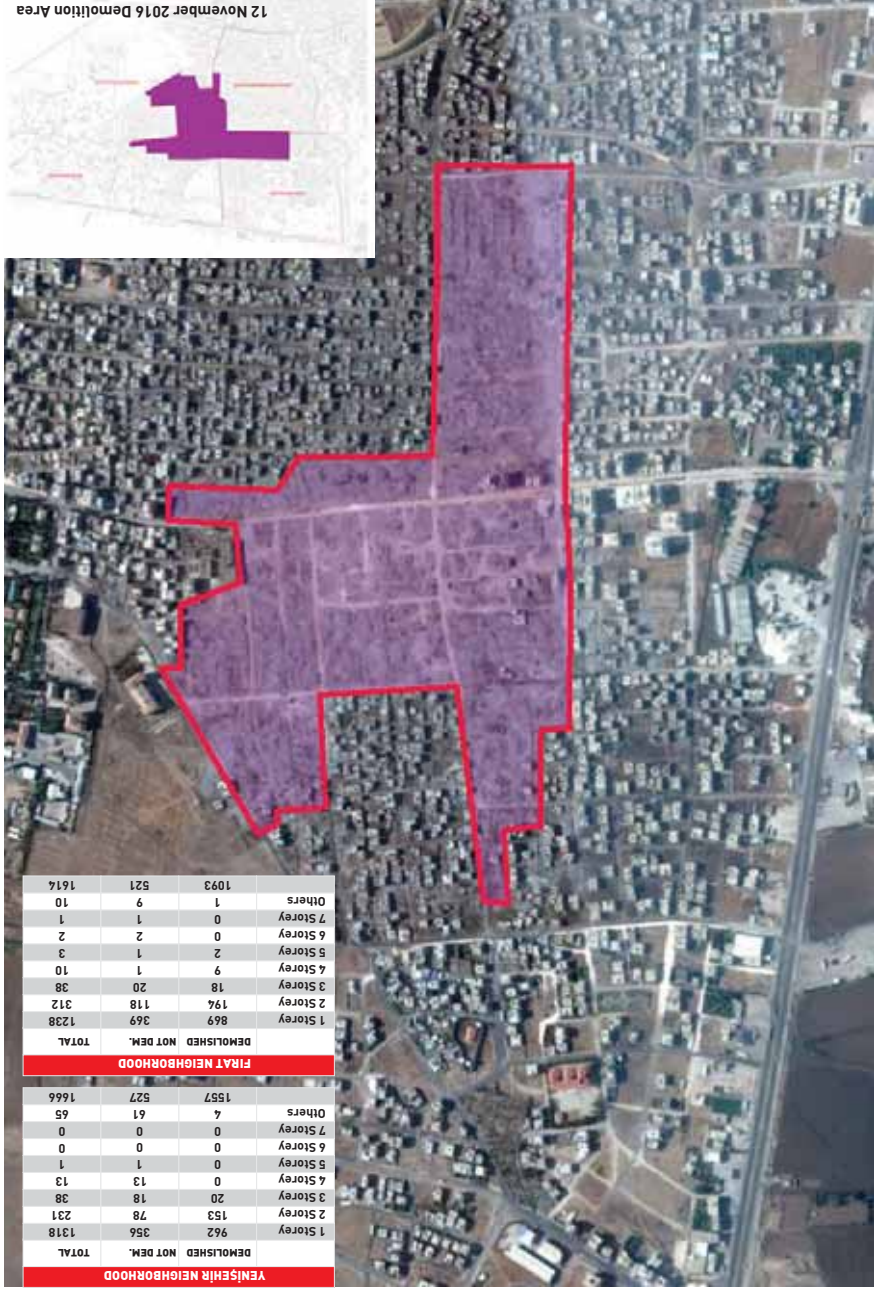 YENİŞEHİR NEIGHBORHOOD
DEMOLISHED NOT DEM. TOTAL
1 Storey 962 356 1318
2 Storey 153 78 231
3 Storey 20 18 38
4 Storey 0 13 13
5 Storey 0 1 1
6 Storey 0 0 0
7 Storey 0 0 0
Others 4 61 65
1557 527 1666
FIRAT NEIGHBORHOOD
DEMOLISHED NOT DEM. TOTAL
1 Storey 869 369 1238
2 Storey 194 118 312
3 Storey 18 20 38
4 Storey 9 1 10
5 Storey 2 1 3
6 Storey 0 2 2
7 Storey 0 1 1
Others 1 9 10
1093 521 1614
12 November 2016 Demolition Area